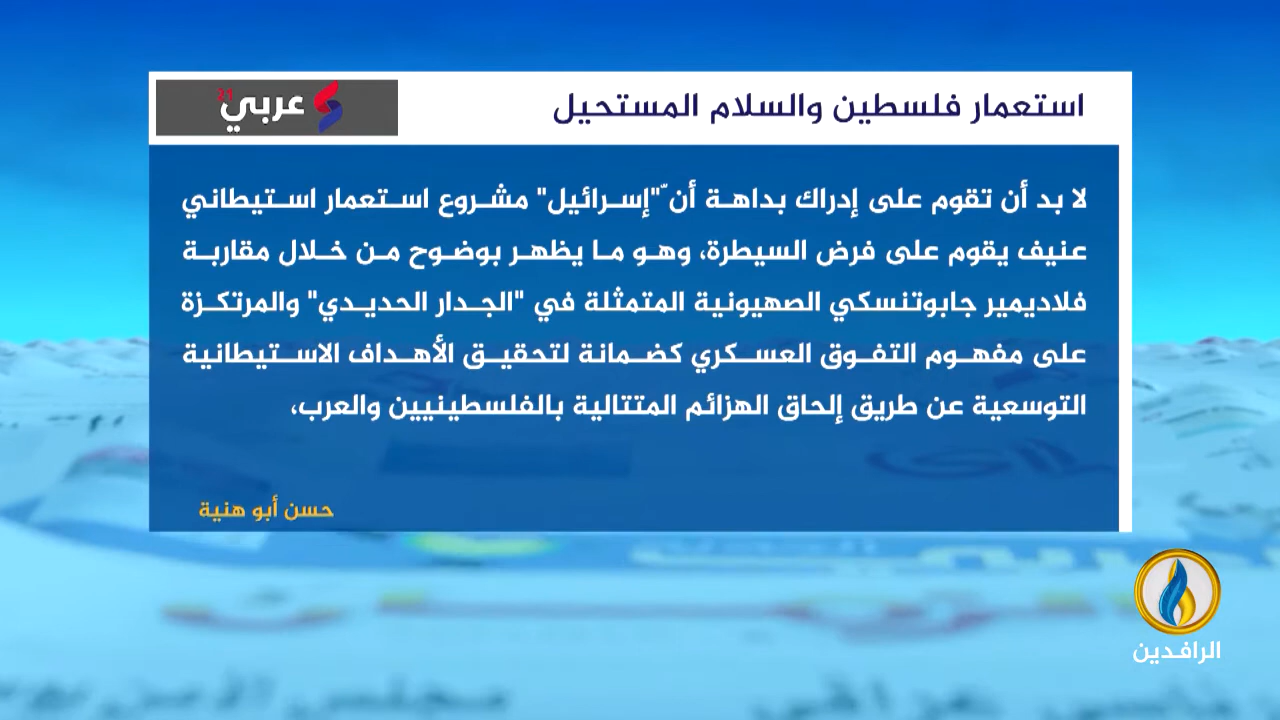 استعمار فلسطين والسلام المستحيل
عربي 21
لا بد أن تقوم على إدراك بداهة أنّ "إسرائيل" مشروع استعمار استيطاني
عنيف يقوم على فرض السيطرة، وهو ما يظهر بوضوح من خلال مقاربة
فلاديمير جابوتنسكي الصهيونية المتمثلة في "الجدار الحديدي" والمرتكزة
على مفهوم التفوق العسكري كضمانة لتحقيق الأهداف الاستيطانية
التوسعية عن طريق إلحاق الهزائم المتتالية بالفلسطينيين والعرب،
حسن أبو هنية
الرافدين